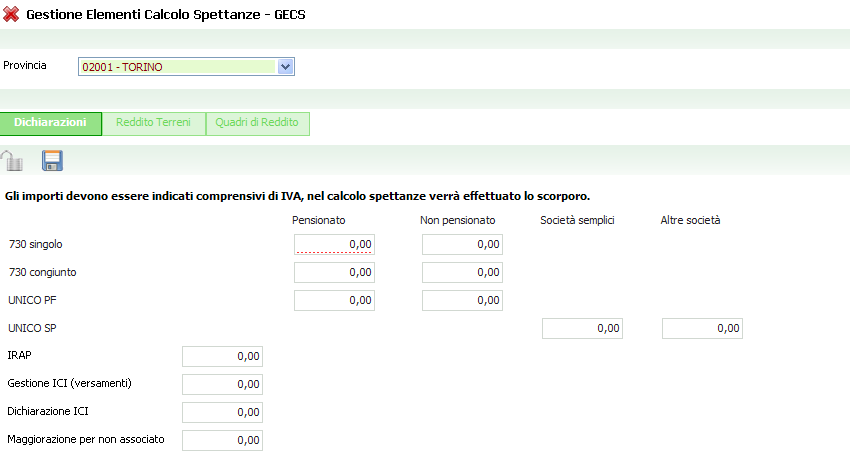 Gestione Elementi Calcolo Spettanze - GECS
Provincia 02001 - TORINO
Dichiarazioni Reddito Terreni Quadri di Reddito
Gli importi devono essere indicati comprensivi di IVA, nel calcolo spettanze verrà effettuato lo scorporo.
Pensionato Non pensionato Società semplici Altre società
730 singolo 0,00 0,00
730 congiunto 0,00 0,00
UNICO PF 0,00 0,00
UNICO SP 0,00 0,00
IRAP 0,00
Gestione ICI (versamenti) 0,00
Dichiarazione ICI 0,00
Maggiorazione per non associato 0,00